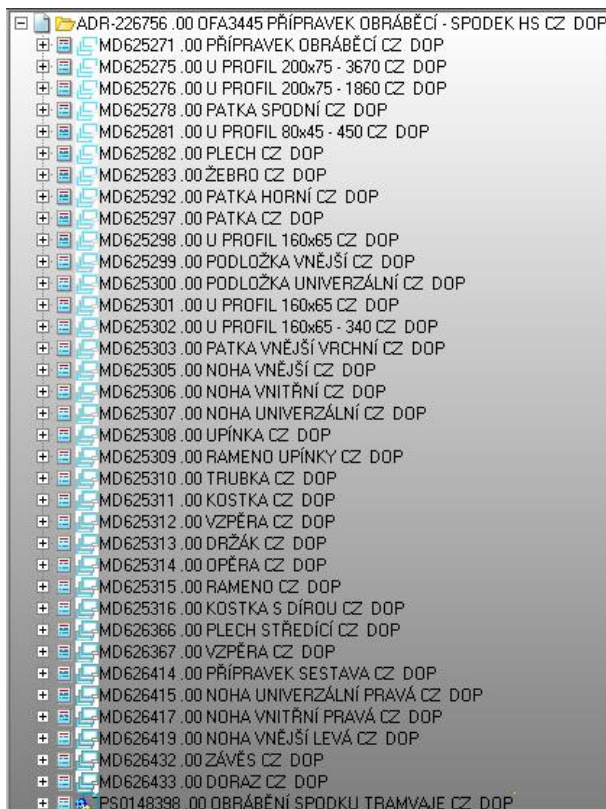 ADR-226756 .00 OFA3445 PŘÍPRAVEK OBRÁBĚCÍ - SPODEK HS CZ DOP
MD625271 .00 PŘÍPRAVEK OBRÁBĚCÍ CZ DOP
MD625275 .00 U PROFIL 200x75 - 3670 CZ DOP
MD625276 .00 U PROFIL 200x75 - 1860 CZ DOP
MD625278 .00 PATKA SPODNÍ CZ DOP
MD625281 .00 U PROFIL 80x45 - 450 CZ DOP
MD625282 .00 PLECH CZ DOP
MD625283 .00 ŽEBRO CZ DOP
MD625292 .00 PATKA HORNÍ CZ DOP
MD625297 .00 PATKA CZ DOP
MD625298 .00 U PROFIL 160x65 CZ DOP
MD625299 .00 PODLOŽKA VNĚJŠÍ CZ DOP
MD625300 .00 PODLOŽKA UNIVERZÁLNÍ CZ DOP
MD625301 .00 U PROFIL 160x65 CZ DOP
MD625302 .00 U PROFIL 160x65 - 340 CZ DOP
MD625303 .00 PATKA VNĚJŠÍ VRCHNÍ CZ DOP
MD625305 .00 NOHA VNĚJŠÍ CZ DOP
MD625306 .00 NOHA VNITŘNÍ CZ DOP
MD625307 .00 NOHA UNIVERZÁLNÍ CZ DOP
MD625308 .00 UPÍNKA CZ DOP
MD625309 .00 RAMENO UPÍNKY CZ DOP
MD625310 .00 TRUBKA CZ DOP
MD625311 .00 KOSTKA CZ DOP
MD625312 .00 VZPĚRA CZ DOP
MD625313 .00 DRŽÁK CZ DOP
MD625314 .00 OPĚRA CZ DOP
MD625315 .00 RAMENO CZ DOP
MD625316 .00 KOSTKA S DÍROU CZ DOP
MD626366 .00 PLECH STŘEDÍCÍ CZ DOP
MD626367 .00 VZPĚRA CZ DOP
MD626414 .00 PŘÍPRAVEK SESTAVA CZ DOP
MD626415 .00 NOHA UNIVERZÁLNÍ PRAVÁ CZ DOP
MD626417 .00 NOHA VNITŘNÍ PRAVÁ CZ DOP
MD626419 .00 NOHA VNĚJŠÍ LEVÁ CZ DOP
MD626432 .00 ZÁVĚS CZ DOP
MD626433 .00 DORAZ CZ DOP
PS0148398 .00 OBRÁBĚNÍ SPODKU TRAMVAJE CZ DOP